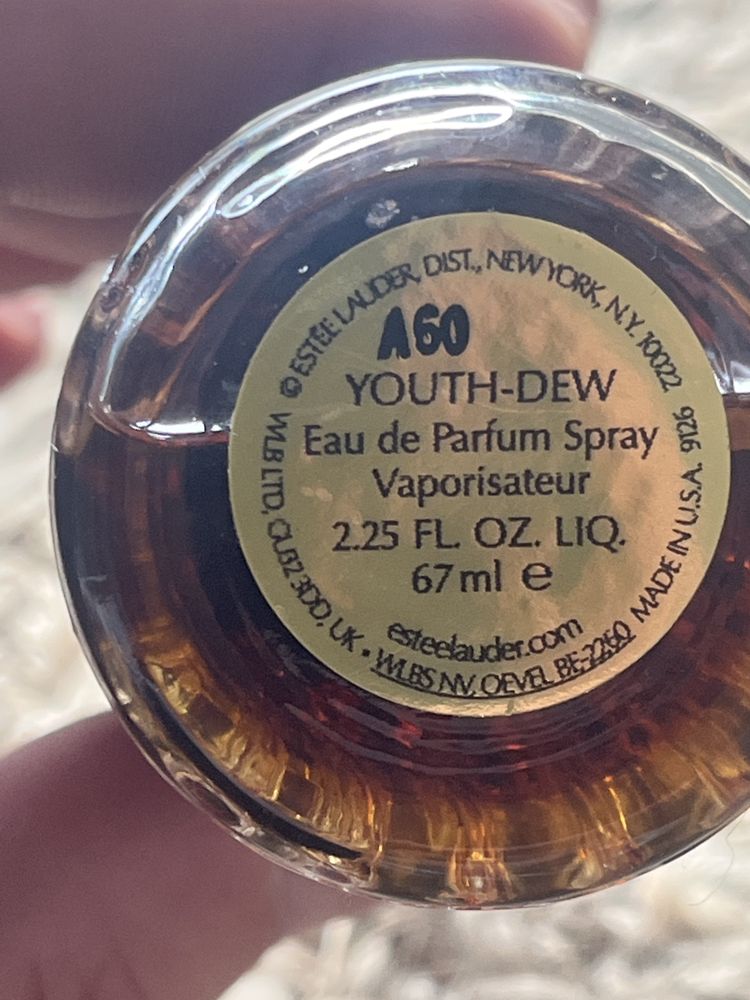 © ESTĒE LAUDER, DIST., NEW YORK, N.Y. 10022
A60
YOUTH-DEW
Eau de Parfum Spray
Vaporisateur
2.25 FL. OZ. LIQ.
67 ml e
esteelauder.com
WLB LTD, GU32 3DD, UK • WLBS NV, OEVEL BE-2260 MADE IN U.S.A. 9126